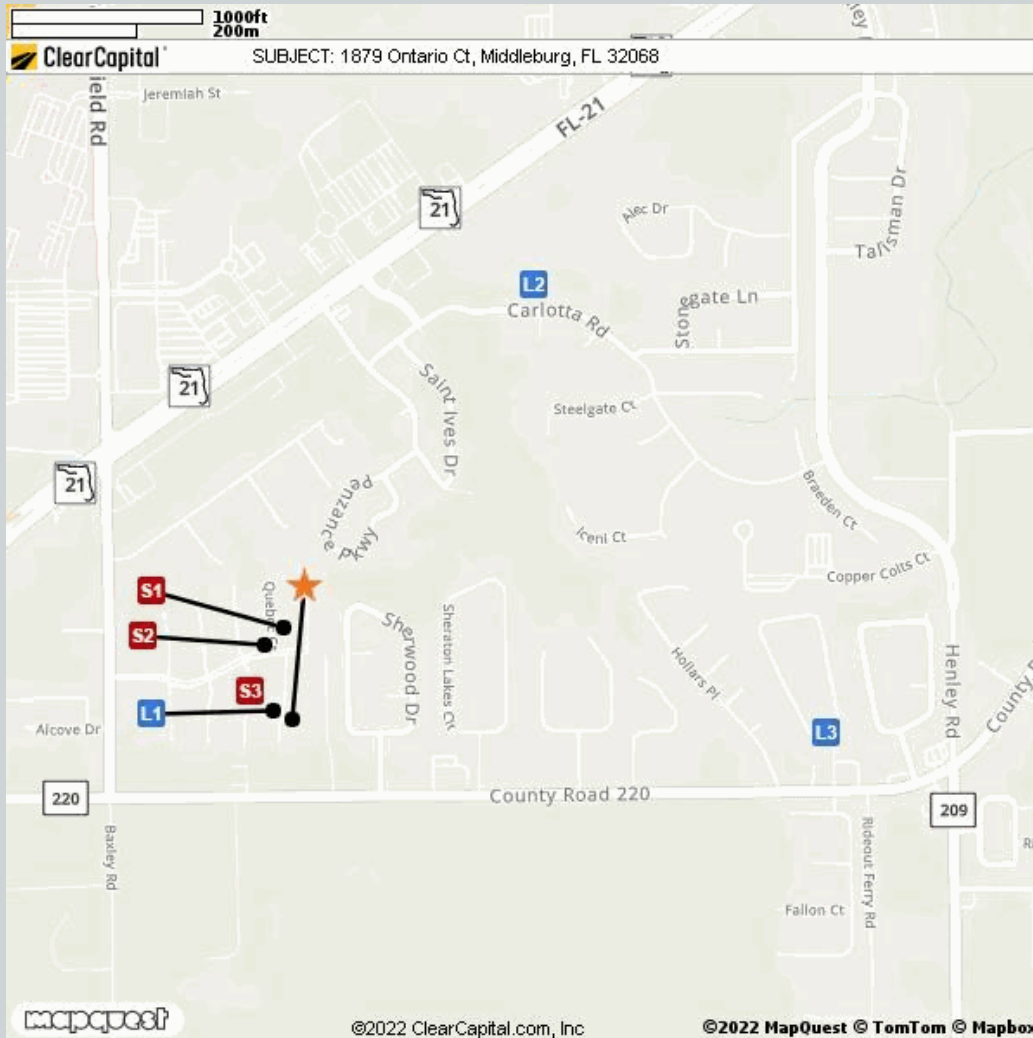 1000ft
200m
ClearCapital
SUBJECT: 1879 Ontario Ct, Middleburg, FL 32068
ield Rd
Jeremiah St
FL-21
21
Alec Dr
Talisman Dr
L2
Carlotta Rd
Stonegate Ln
21
Saint Ives Dr
Steelgate Ct
21
Penzance Pkwy
Iceni Ct
Braeden Ct
Copper Colts Ct
S1
S2
S3
L1
Sherwood Dr
Sheraton Lakes Cir
Hollars Pl
Henley Rd
County R
Alcove Dr
L3
220
County Road 220
209
Baxley Rd
Rideout Ferry Rd
Fallon Ct
mapquest
©2022 ClearCapital.com, Inc
©2022 MapQuest © TomTom © Mapbox